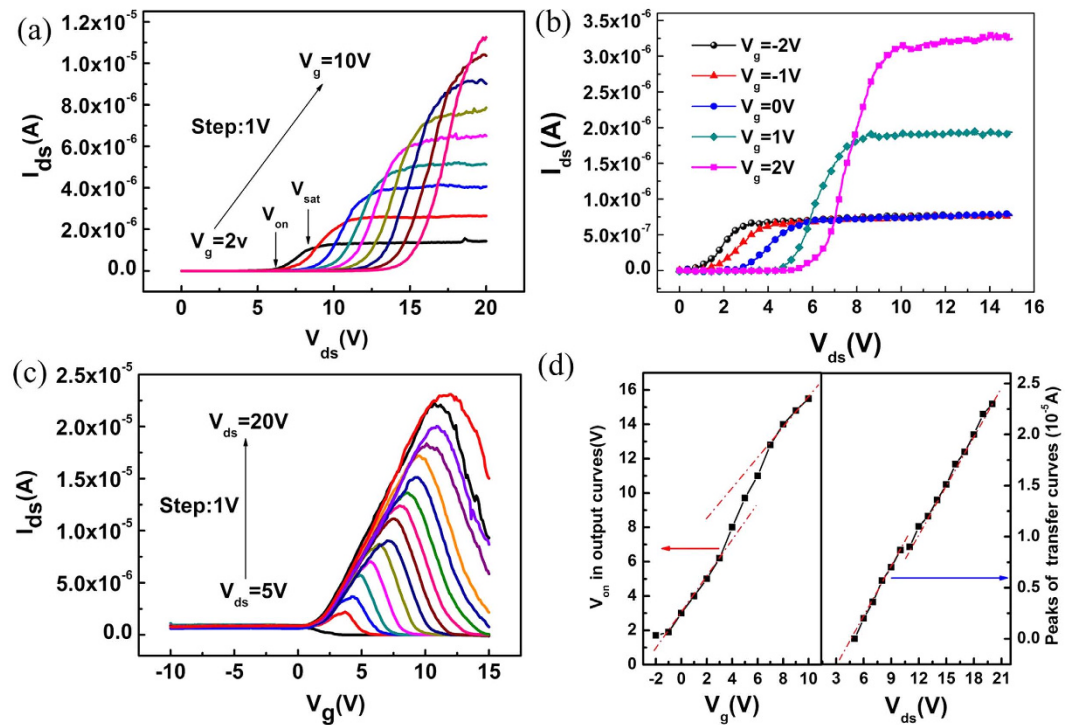 (a)
1.2x10⁻⁵
1.0x10⁻⁵
8.0x10⁻⁶
6.0x10⁻⁶
4.0x10⁻⁶
2.0x10⁻⁶
0.0
I_ds(A)
V_g=10V
Step:1V
V_sat
V_on
V_g=2v
0 5 10 15 20
V_ds(V)
(b)
3.5x10⁻⁶
3.0x10⁻⁶
2.5x10⁻⁶
2.0x10⁻⁶
1.5x10⁻⁶
1.0x10⁻⁶
5.0x10⁻⁷
0.0
I_ds(A)
V_g=-2V
V_g=-1V
V_g=0V
V_g=1V
V_g=2V
0 2 4 6 8 10 12 14 16
V_ds(V)
(c)
2.5x10⁻⁵
2.0x10⁻⁵
1.5x10⁻⁵
1.0x10⁻⁵
5.0x10⁻⁶
0.0
I_ds(A)
V_ds=20V
Step:1V
V_ds=5V
-10 -5 0 5 10 15
V_g(V)
(d)
16
14
12
10
8
6
4
2
0
V_on in output curves(V)
-2 0 2 4 6 8 10
V_g(V)
3 6 9 12 15 18 21
V_ds(V)
2.5
2.0
1.5
1.0
0.5
0.0
Peaks of transfer curves (10⁻⁵A)